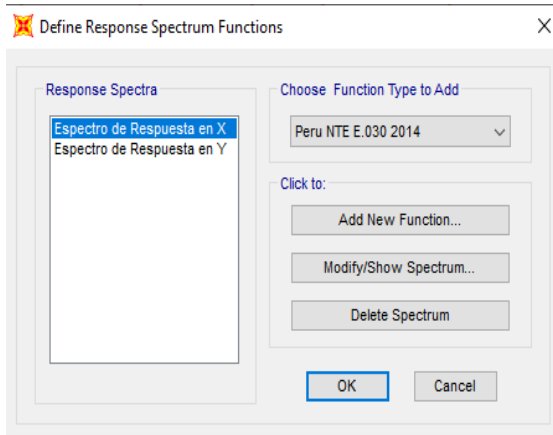 Define Response Spectrum Functions
Response Spectra
Espectro de Respuesta en X
Espectro de Respuesta en Y
Choose Function Type to Add
Peru NTE E.030 2014
Click to:
Add New Function...
Modify/Show Spectrum...
Delete Spectrum
OK
Cancel